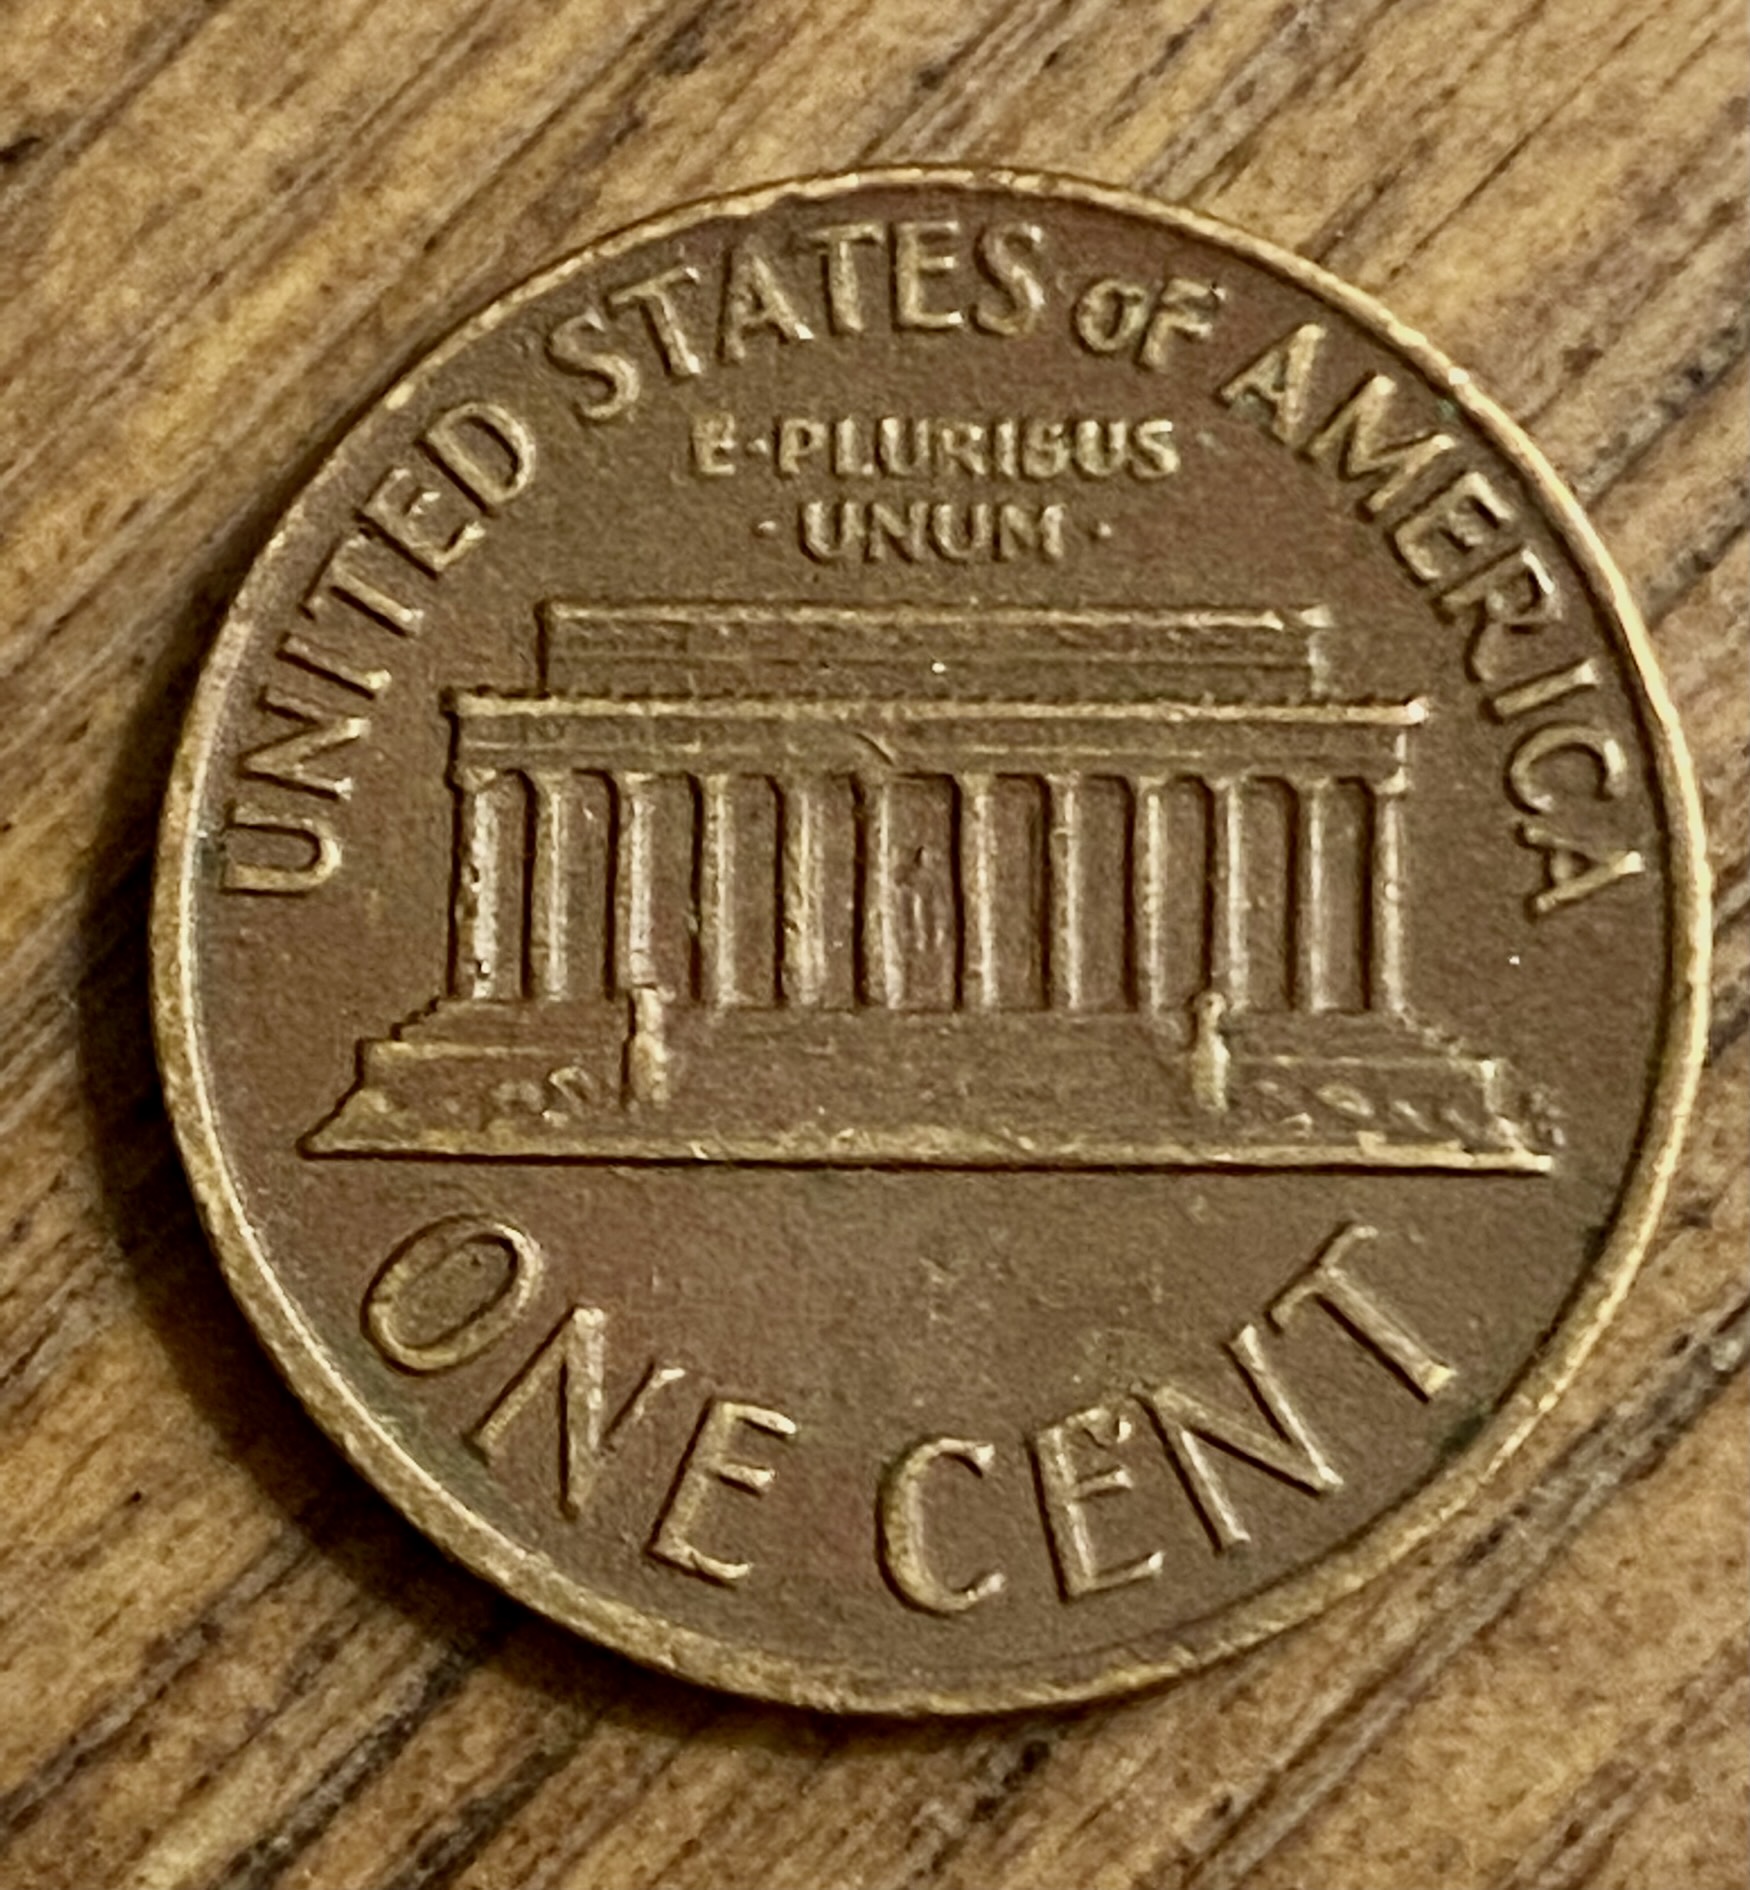 UNITED STATES OF AMERICA
E·PLURIBUS
·UNUM·
ONE CENT